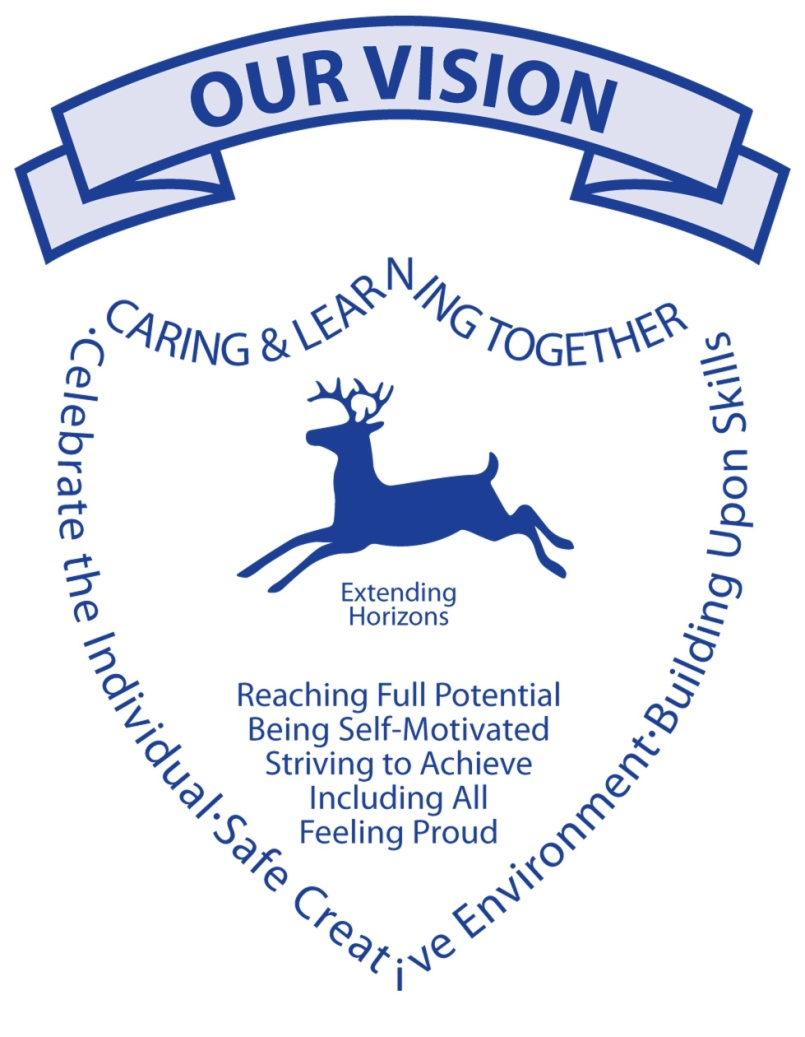 OUR VISION
CARING & LEARNING TOGETHER
·Celebrate the Individual·Safe Creative Environment·Building Upon Skills
Extending
Horizons
Reaching Full Potential
Being Self-Motivated
Striving to Achieve
Including All
Feeling Proud